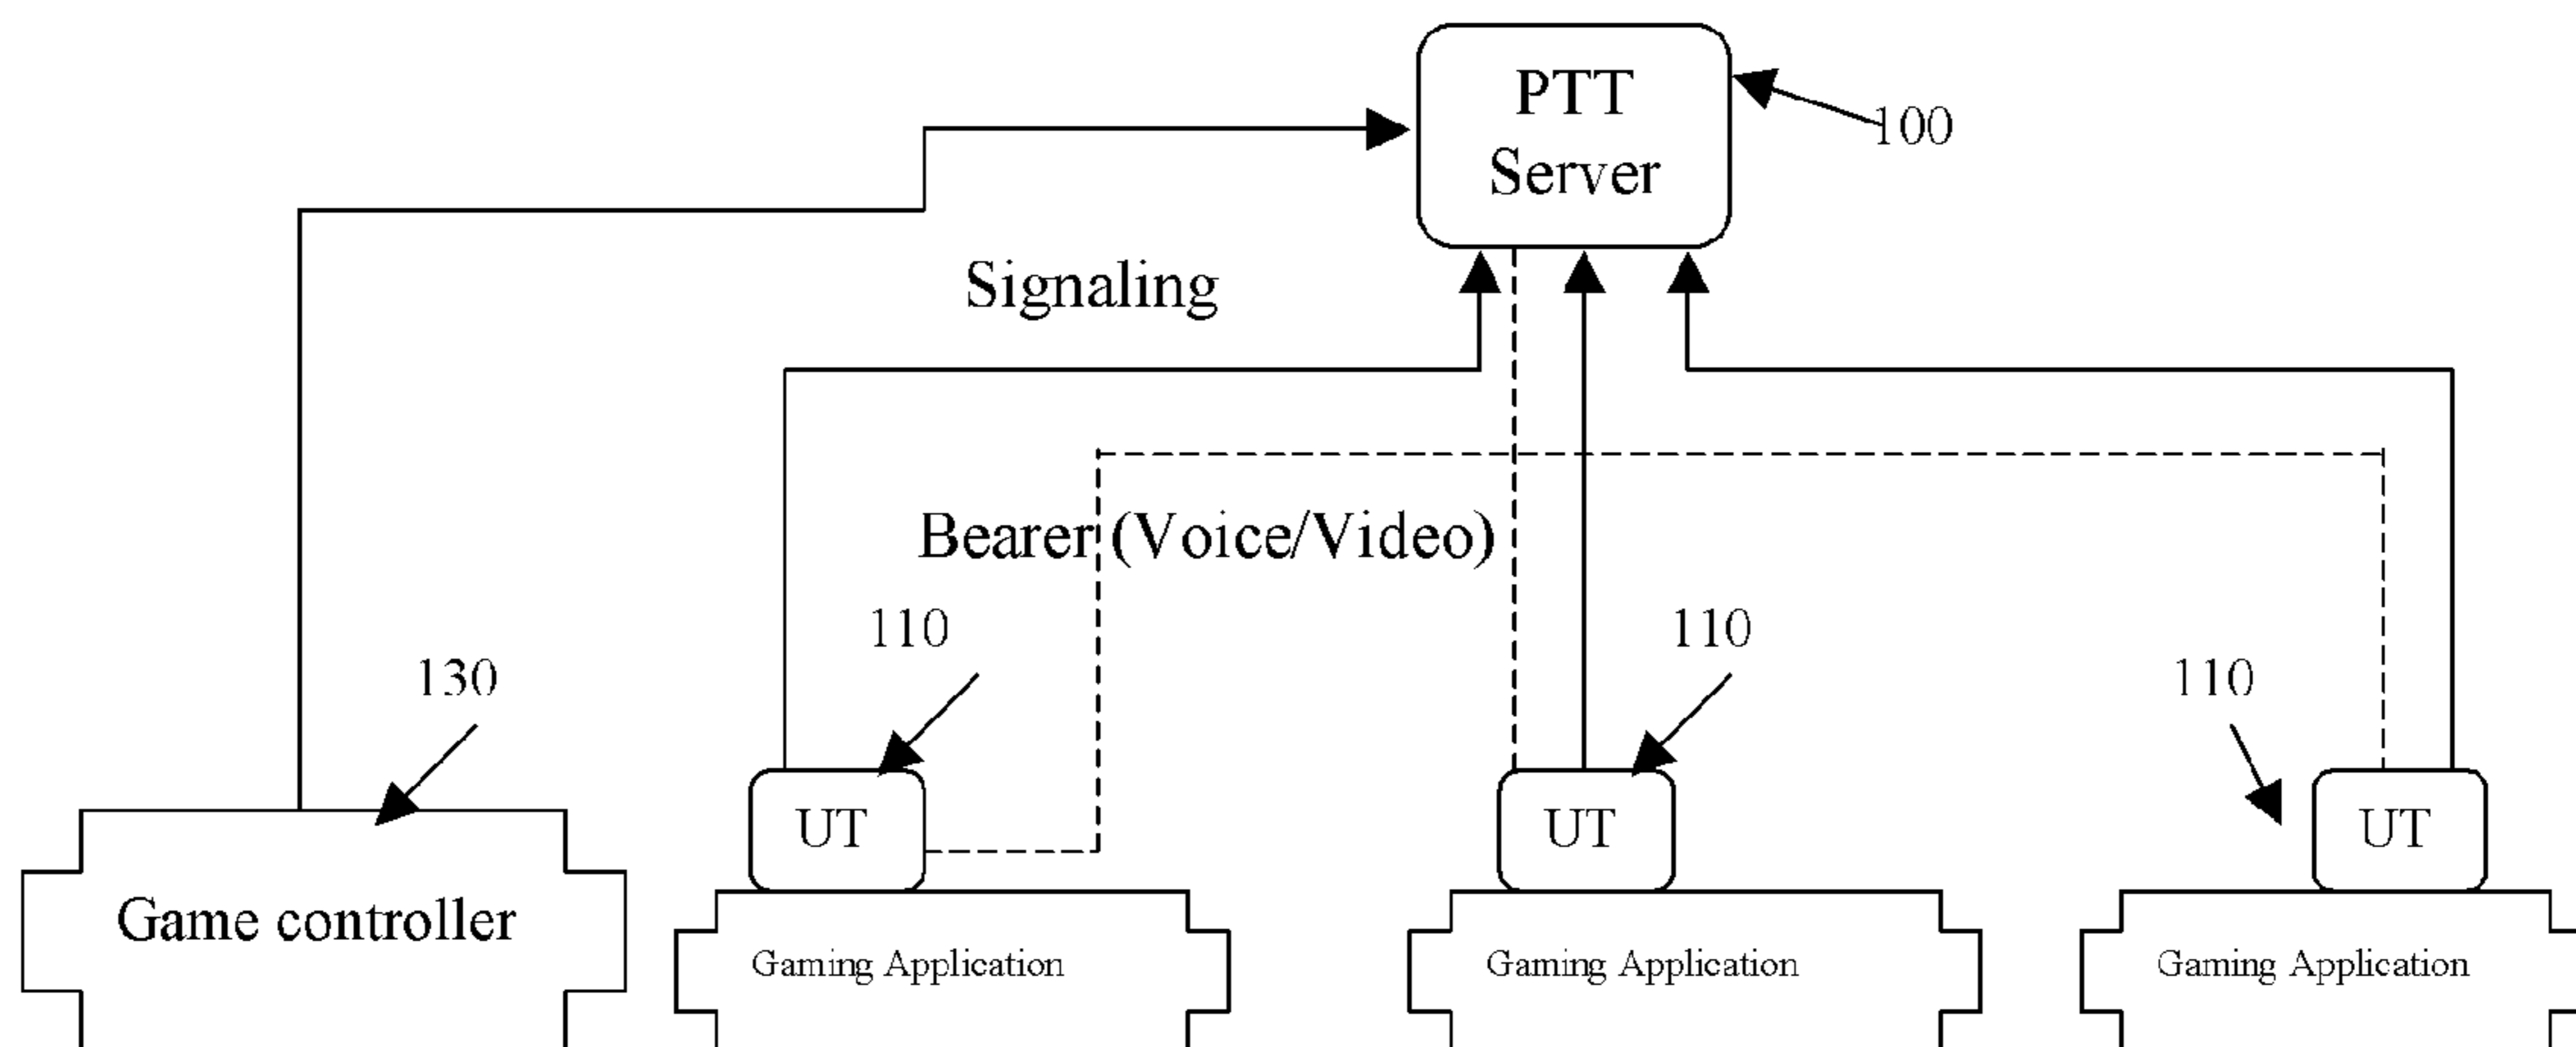 PTT
Server
100
Signaling
Bearer (Voice/Video)
110
110
130
110
UT
UT
UT
Game controller
Gaming Application
Gaming Application
Gaming Application